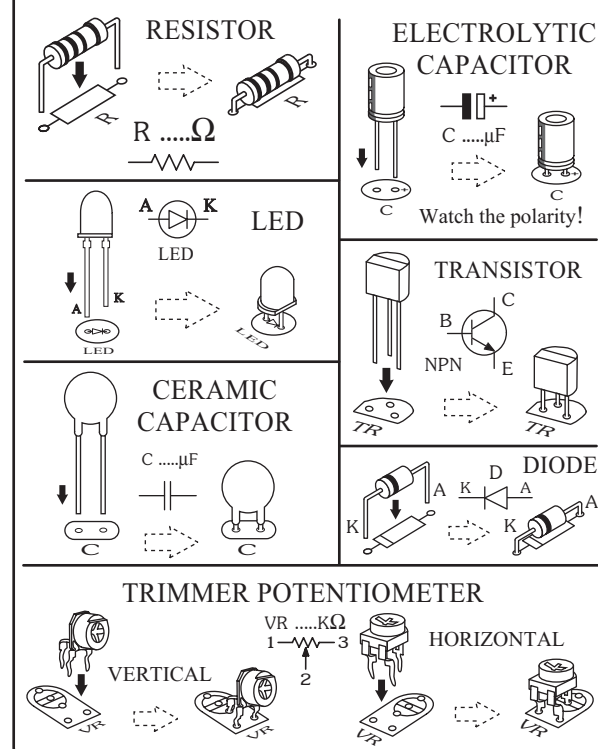 RESISTOR
R
R
R .....Ω
ELECTROLYTIC
CAPACITOR
+
C .....μF
+
C
C
Watch the polarity!
A
K
LED
LED
A
K
LED
LED
TRANSISTOR
C
B
NPN
E
TR
TR
CERAMIC
CAPACITOR
C .....μF
C
C
DIODE
D
K
A
A
K
A
K
TRIMMER POTENTIOMETER
VR .....KΩ
1
3
2
VERTICAL
HORIZONTAL
VR
VR
VR
VR